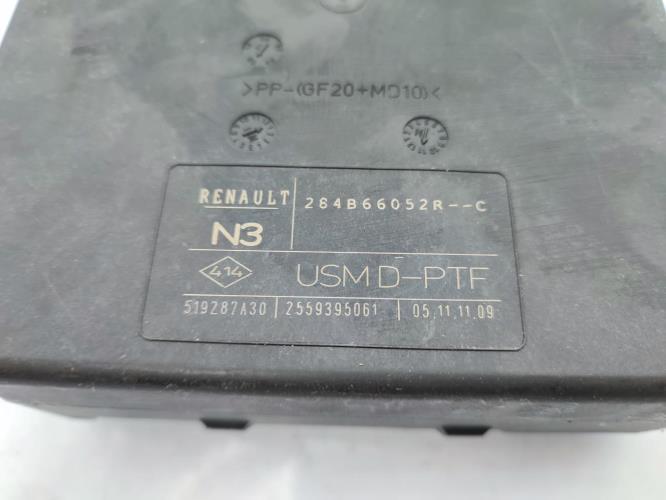 >PP-(GF20+MD10)<
RENAULT 284B66052R--C
N3
414 USM D-PTF
519287A30 2559395061 05.11.11.09